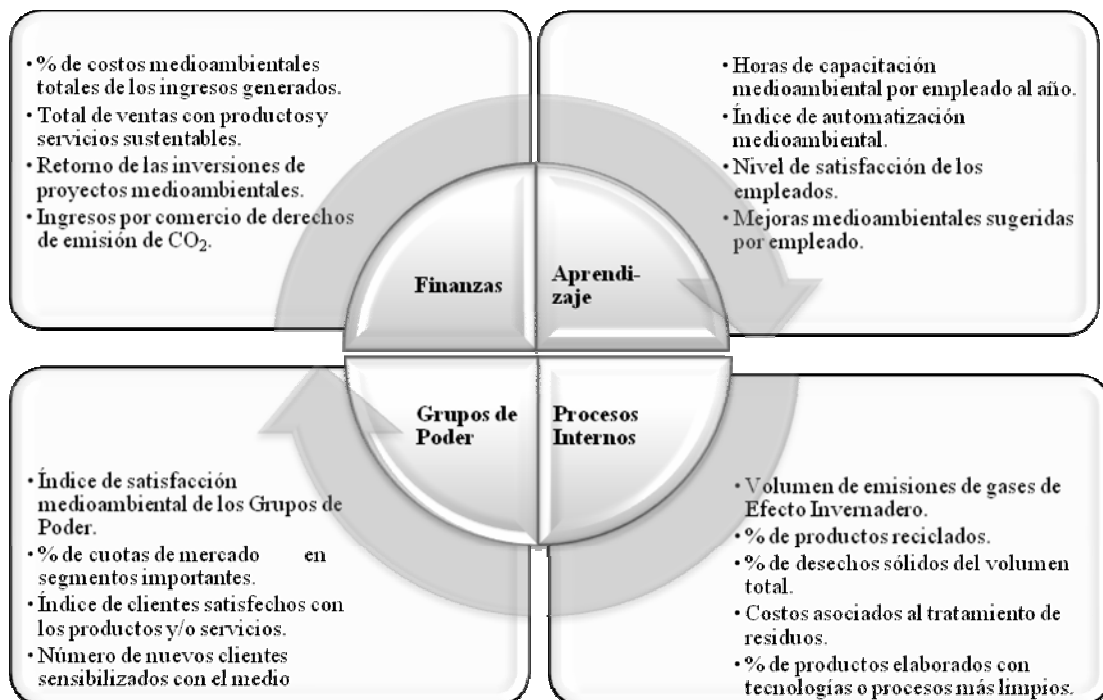 • % de costos medioambientales
totales de los ingresos generados.
• Total de ventas con productos y
servicios sustentables.
• Retorno de las inversiones de
proyectos medioambientales.
• Ingresos por comercio de derechos
de emisión de CO₂.
• Horas de capacitación
medioambiental por empleado al año.
• Índice de automatización
medioambiental.
• Nivel de satisfacción de los
empleados.
• Mejoras medioambientales sugeridas
por empleado.
Finanzas
Aprendi-
zaje
Grupos de
Poder
Procesos
Internos
• Índice de satisfacción
medioambiental de los Grupos de
Poder.
• % de cuotas de mercado en
segmentos importantes.
• Índice de clientes satisfechos con
los productos y/o servicios.
• Número de nuevos clientes
sensibilizados con el medio
• Volumen de emisiones de gases de
Efecto Invernadero.
• % de productos reciclados.
• % de desechos sólidos del volumen
total.
• Costos asociados al tratamiento de
residuos.
• % de productos elaborados con
tecnologías o procesos más limpios.